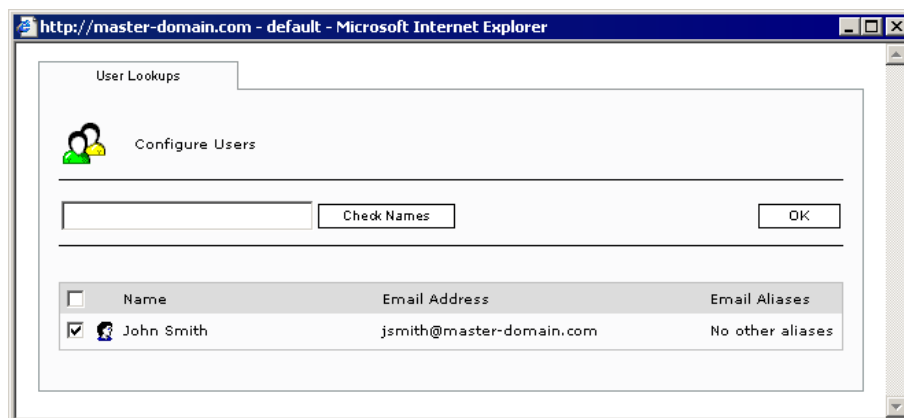 http://master-domain.com - default - Microsoft Internet Explorer
User Lookups
Configure Users
Check Names OK
Name Email Address Email Aliases
John Smith jsmith@master-domain.com No other aliases